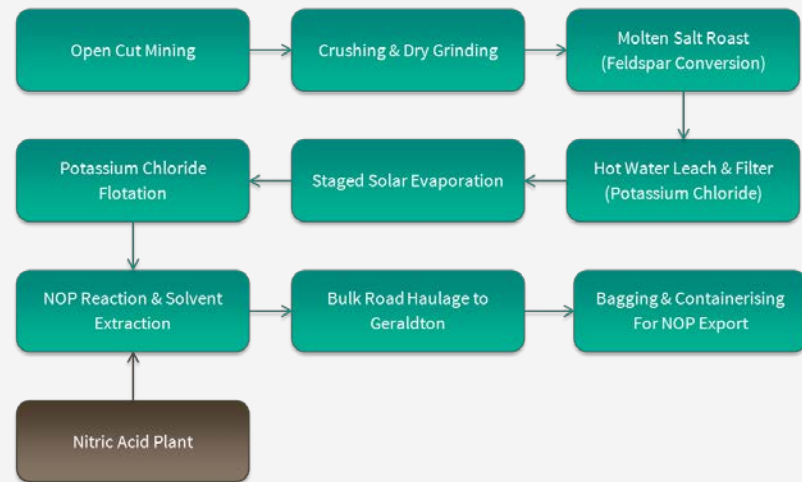 Open Cut Mining
Crushing & Dry Grinding
Molten Salt Roast
(Feldspar Conversion)
Potassium Chloride
Flotation
Staged Solar Evaporation
Hot Water Leach & Filter
(Potassium Chloride)
NOP Reaction & Solvent
Extraction
Bulk Road Haulage to
Geraldton
Bagging & Containerising
For NOP Export
Nitric Acid Plant